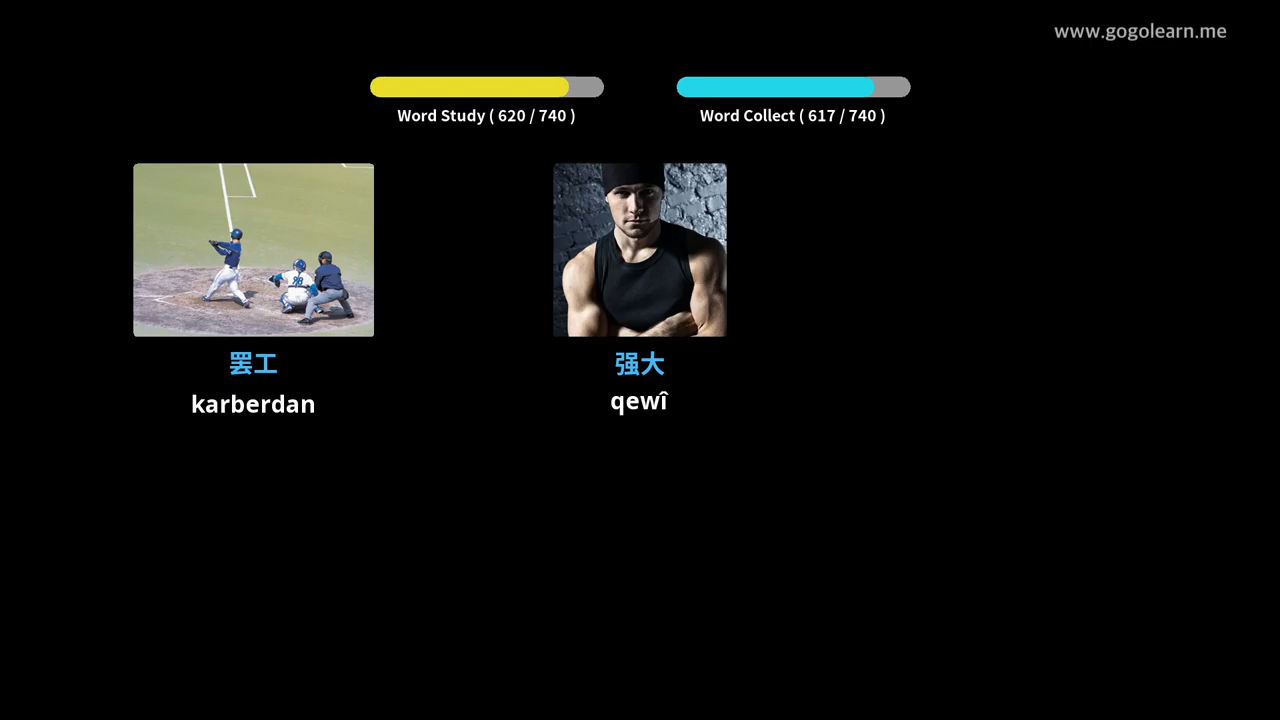 www.gogolearn.me
Word Study ( 620 / 740 )
Word Collect ( 617 / 740 )
罢工
karberdan
强大
qewî